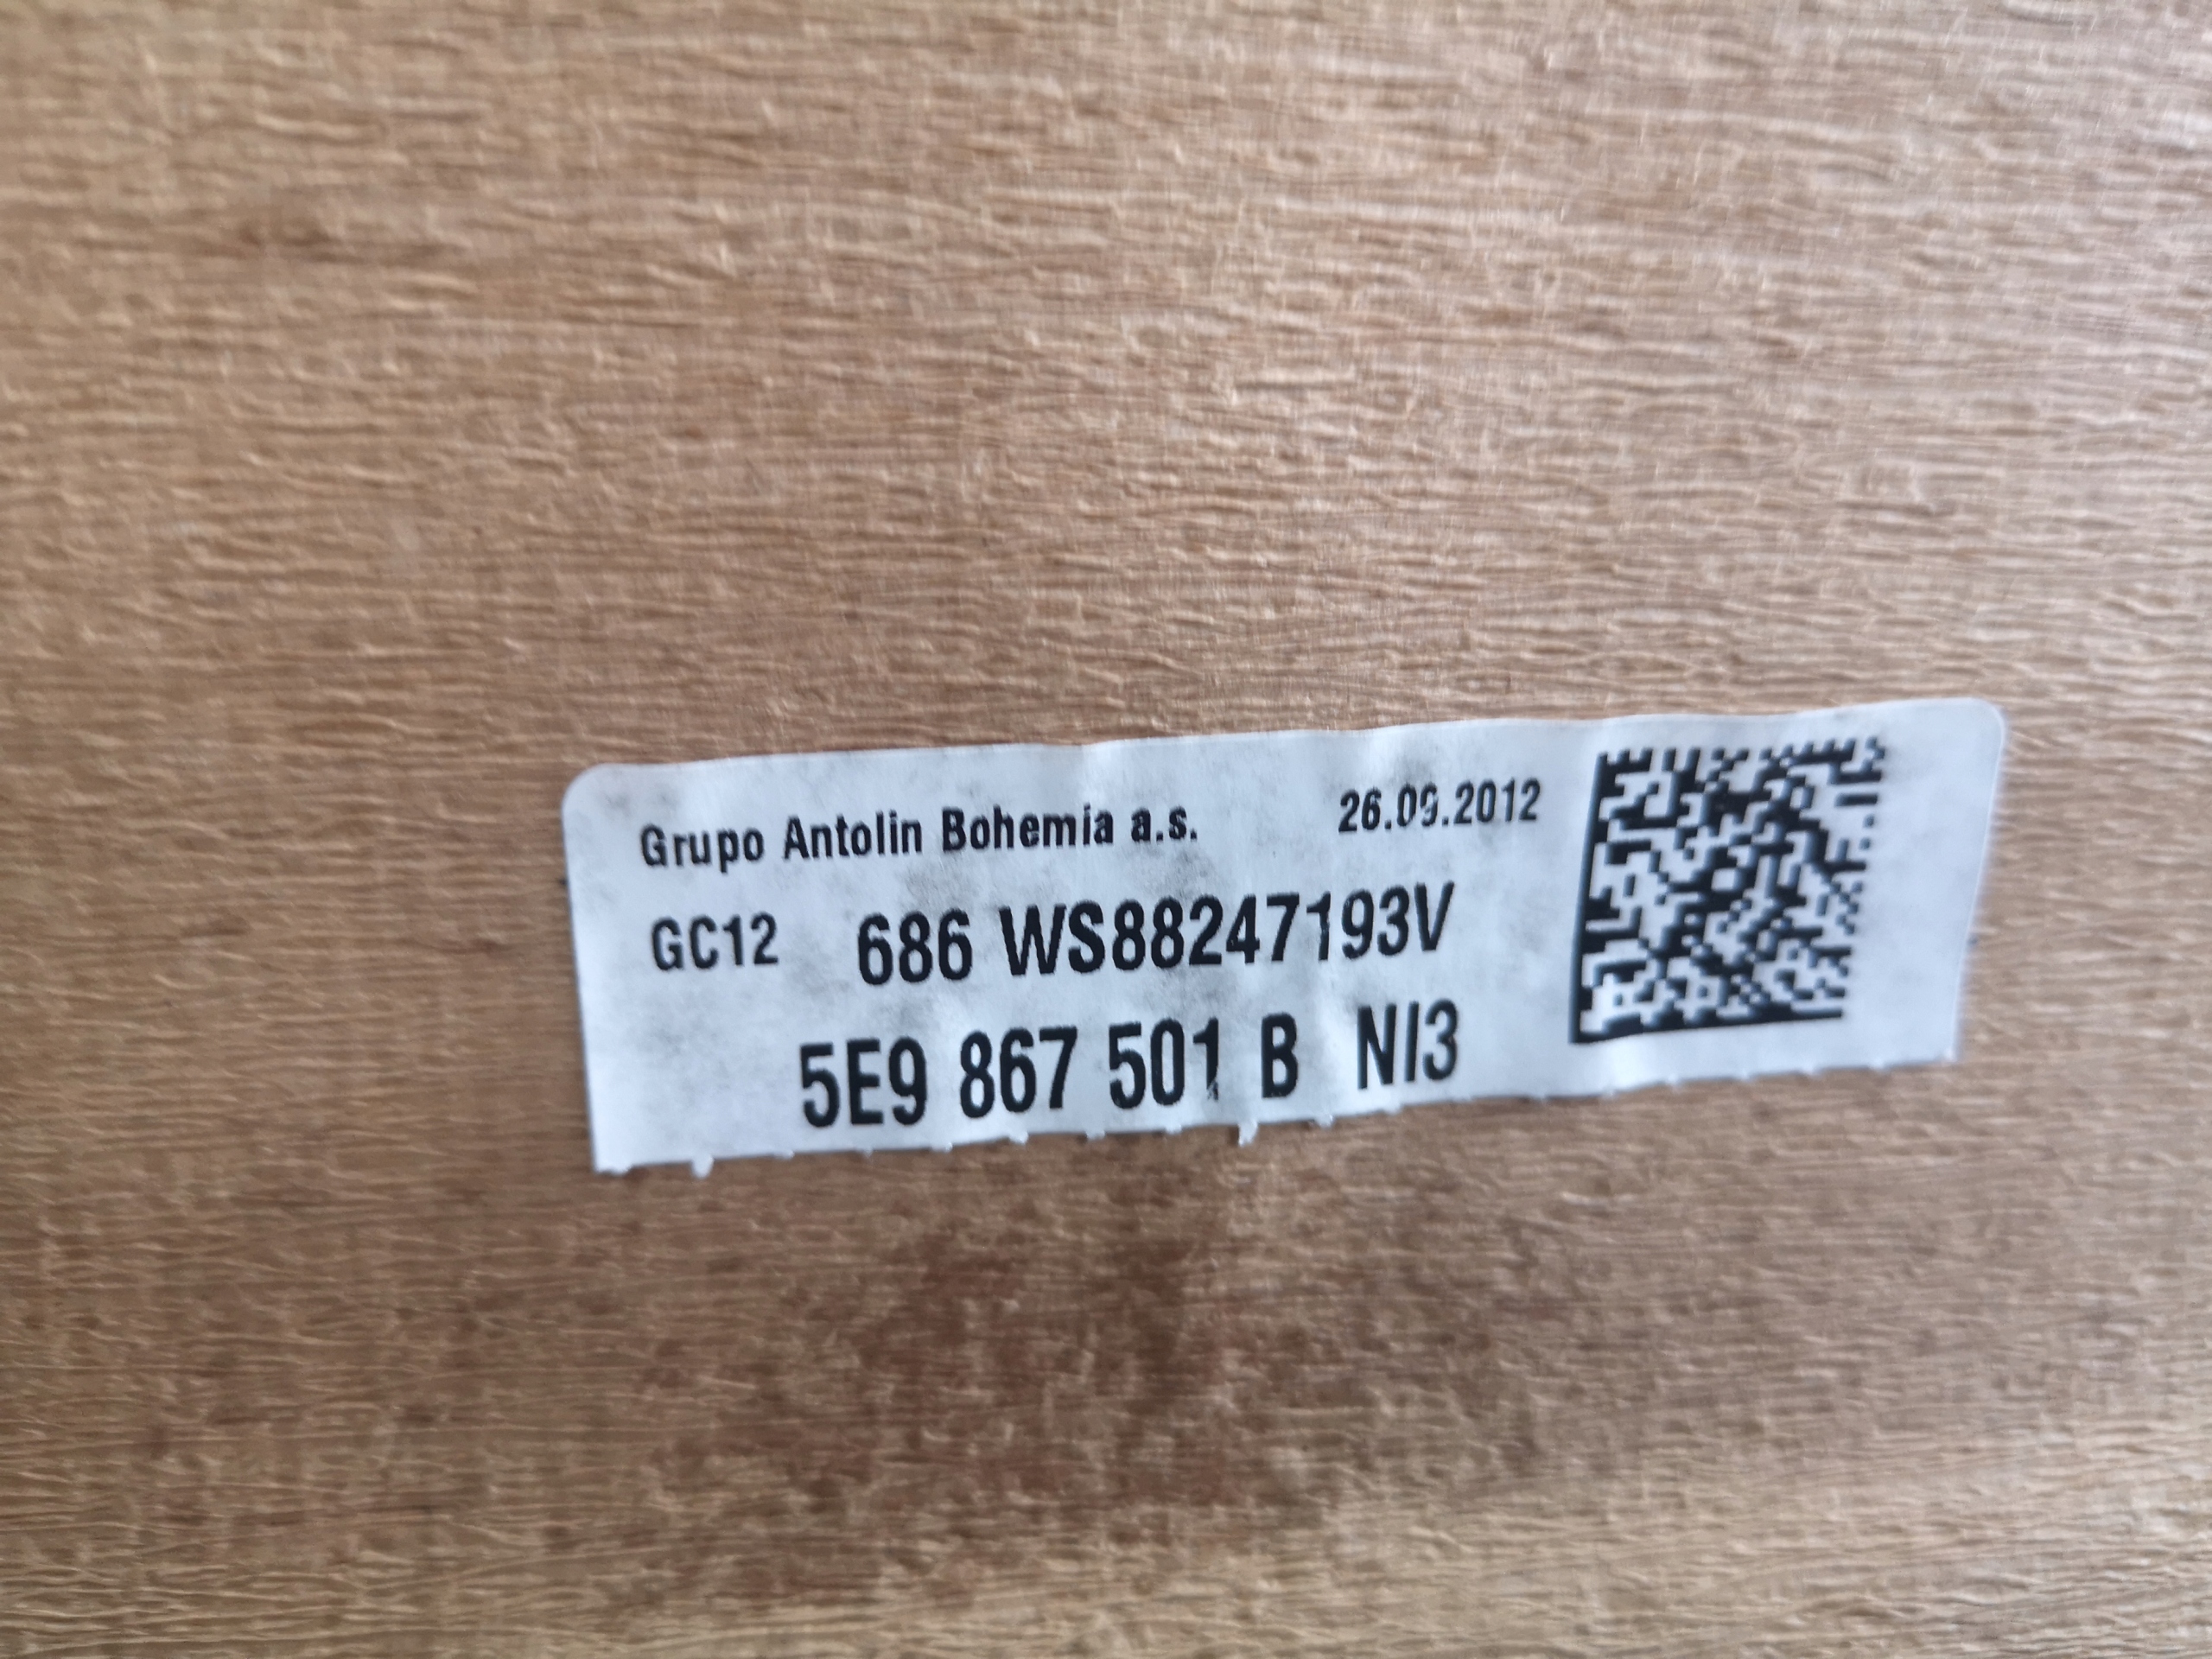 Grupo Antolin Bohemia a.s. 26.09.2012
GC12 686 WS88247193V
5E9 867 501 B NI3